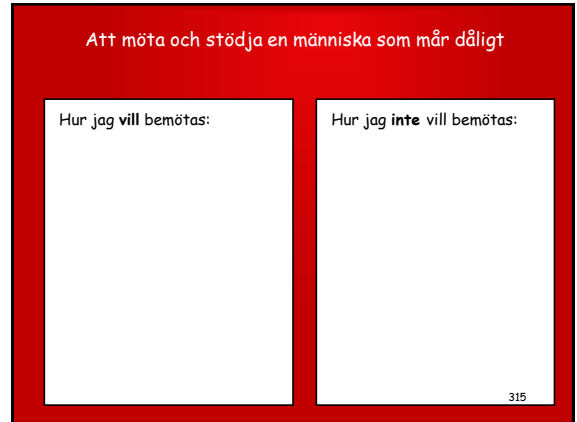 Att möta och stödja en människa som mår dåligt
Hur jag vill bemötas:
Hur jag inte vill bemötas:
315